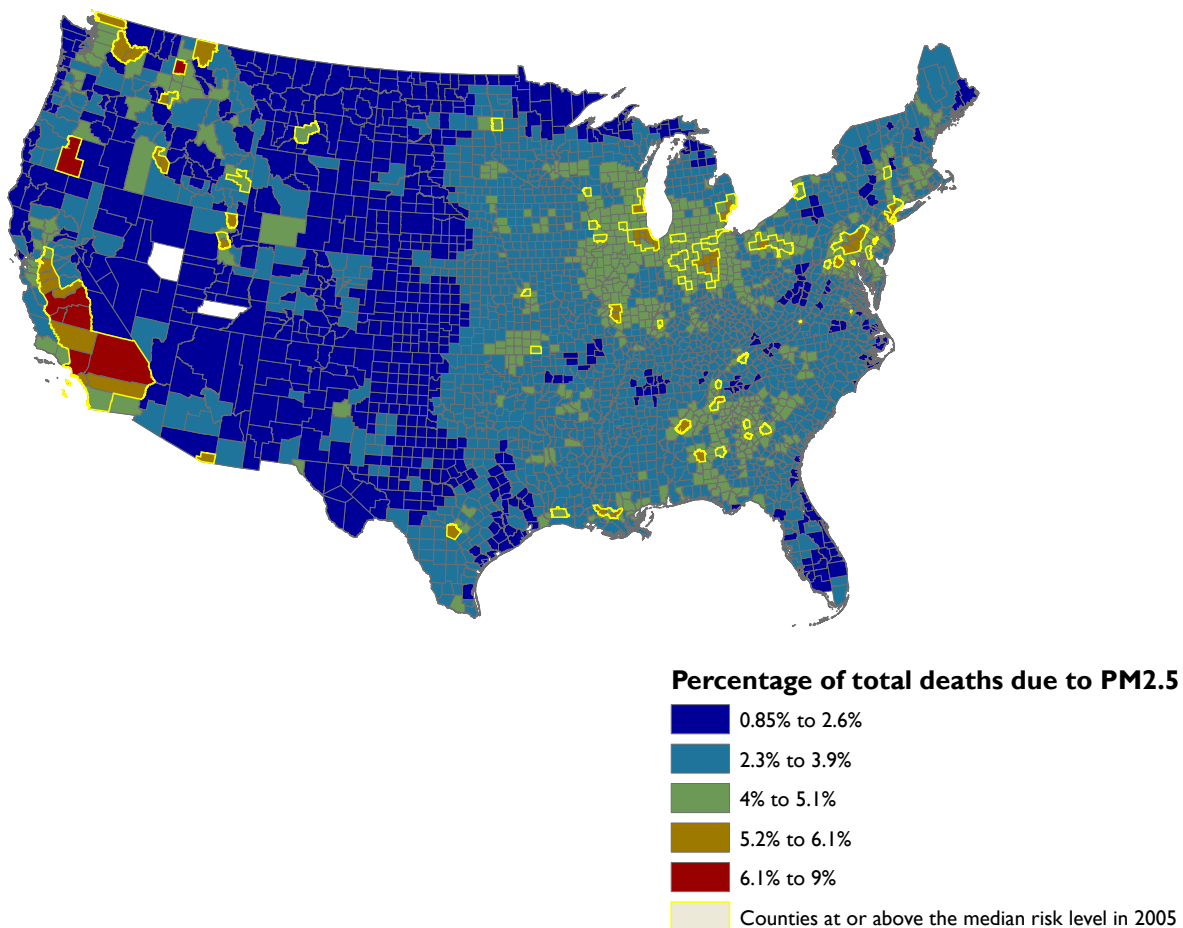 Percentage of total deaths due to PM2.5
0.85% to 2.6%
2.3% to 3.9%
4% to 5.1%
5.2% to 6.1%
6.1% to 9%
Counties at or above the median risk level in 2005